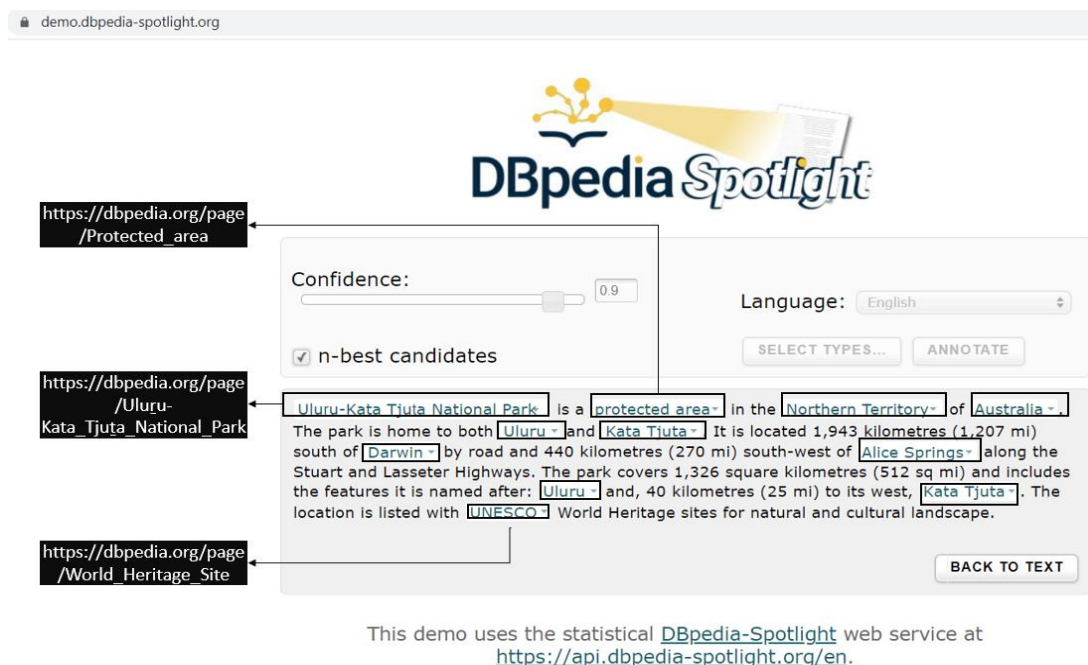 demo.dbpedia-spotlight.org
DBpedia Spotlight
https://dbpedia.org/page
/Protected_area
Confidence:
0.9
Language: English
n-best candidates
SELECT TYPES...
ANNOTATE
https://dbpedia.org/page
/Uluṟu-
Kata_Tjuṯa_National_Park
Uluru-Kata Tjuta National Park is a protected area in the Northern Territory of Australia .
The park is home to both Uluru and Kata Tjuta It is located 1,943 kilometres (1,207 mi)
south of Darwin by road and 440 kilometres (270 mi) south-west of Alice Springs along the
Stuart and Lasseter Highways. The park covers 1,326 square kilometres (512 sq mi) and includes
the features it is named after: Uluru and, 40 kilometres (25 mi) to its west, Kata Tjuta . The
location is listed with UNESCO World Heritage sites for natural and cultural landscape.
https://dbpedia.org/page
/World_Heritage_Site
BACK TO TEXT
This demo uses the statistical DBpedia-Spotlight web service at
https://api.dbpedia-spotlight.org/en.